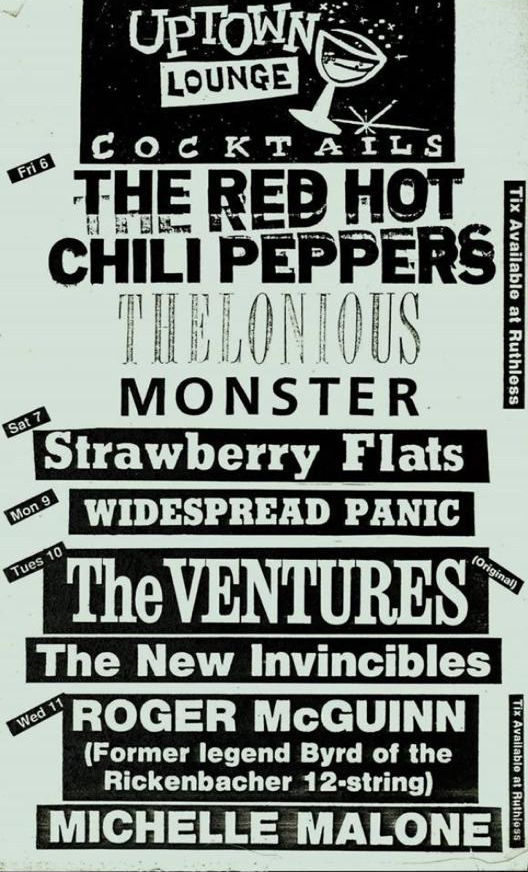 UPTOWN
LOUNGE
COCKTAILS
Fri 6
THE RED HOT
CHILI PEPPERS
THELONIOUS
MONSTER
Tix Available at Ruthless
Sat 7
Strawberry Flats
Mon 9
WIDESPREAD PANIC
Tues 10
The VENTURES
(Original)
The New Invincibles
Wed 11
ROGER McGUINN
(Former legend Byrd of the
Rickenbacher 12-string)
MICHELLE MALONE
Tix Available at Ruthless